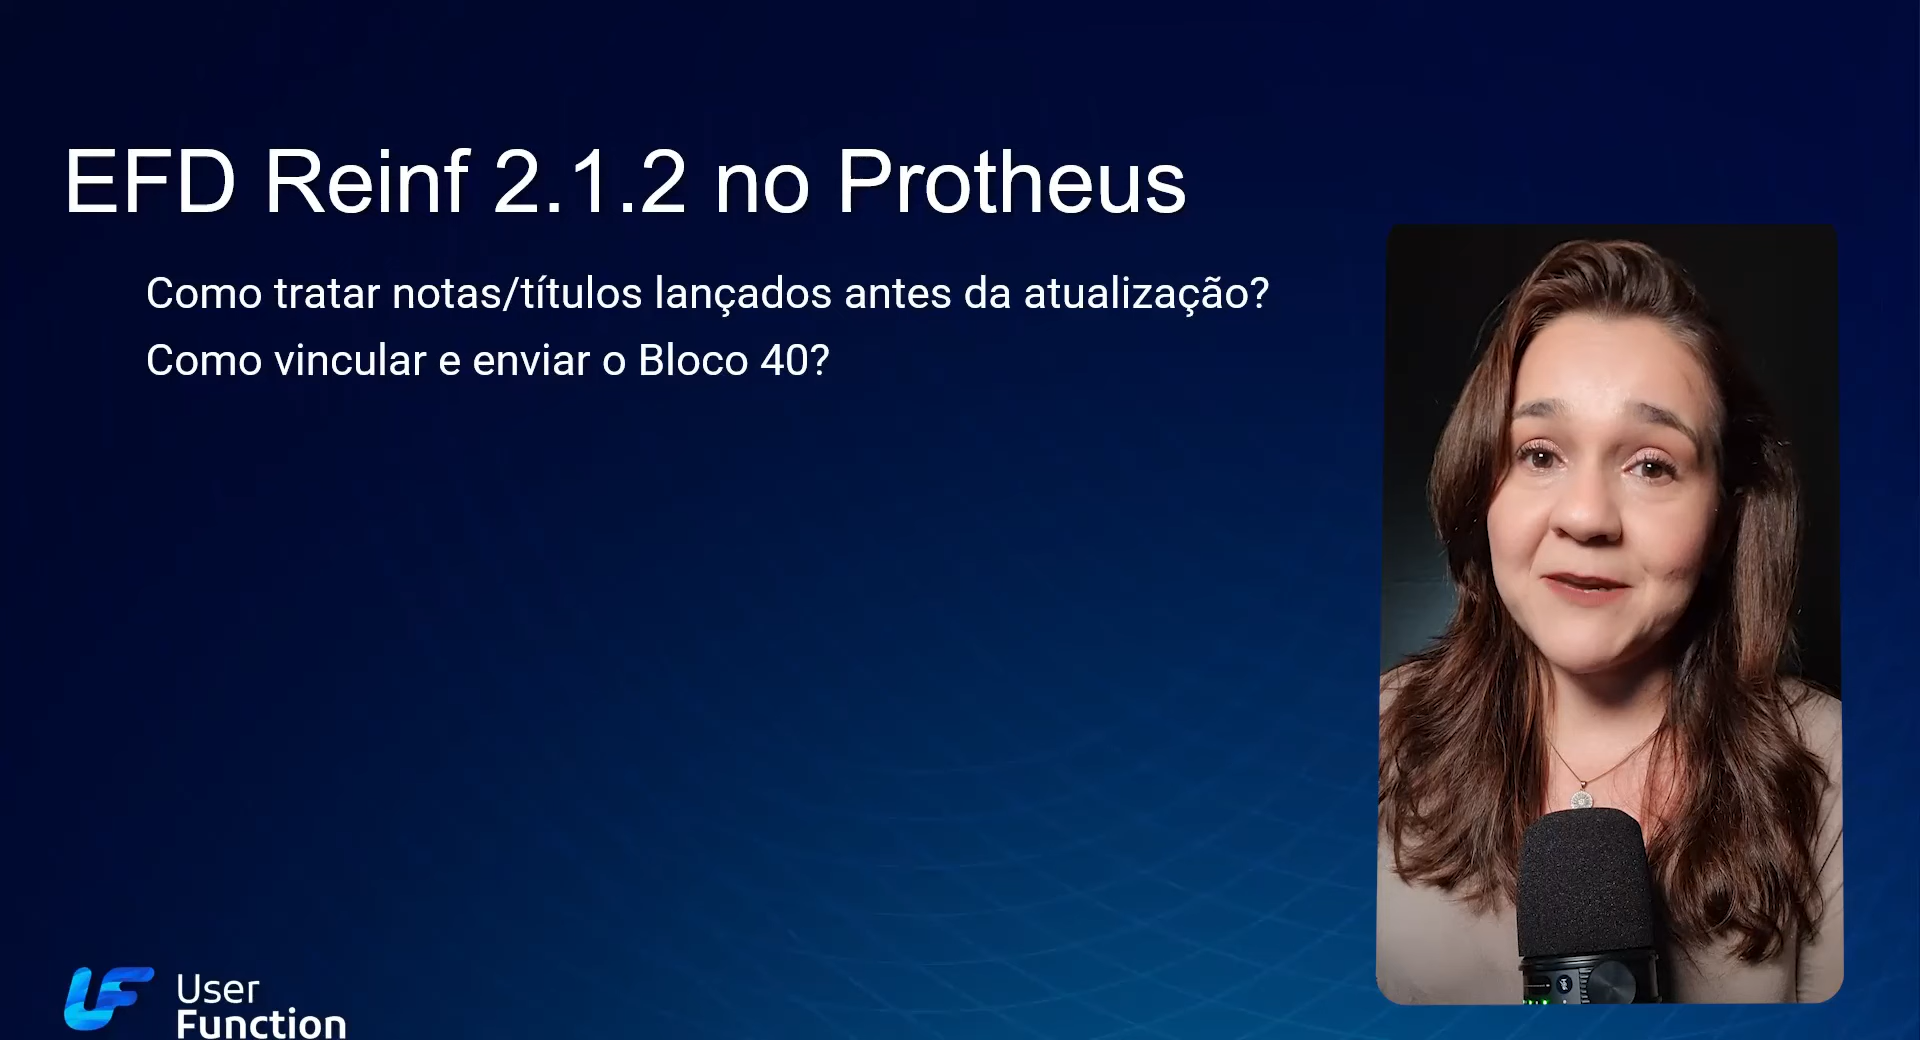 EFD Reinf 2.1.2 no Protheus
Como tratar notas/títulos lançados antes da atualização?
Como vincular e enviar o Bloco 40?
UF
User
Function